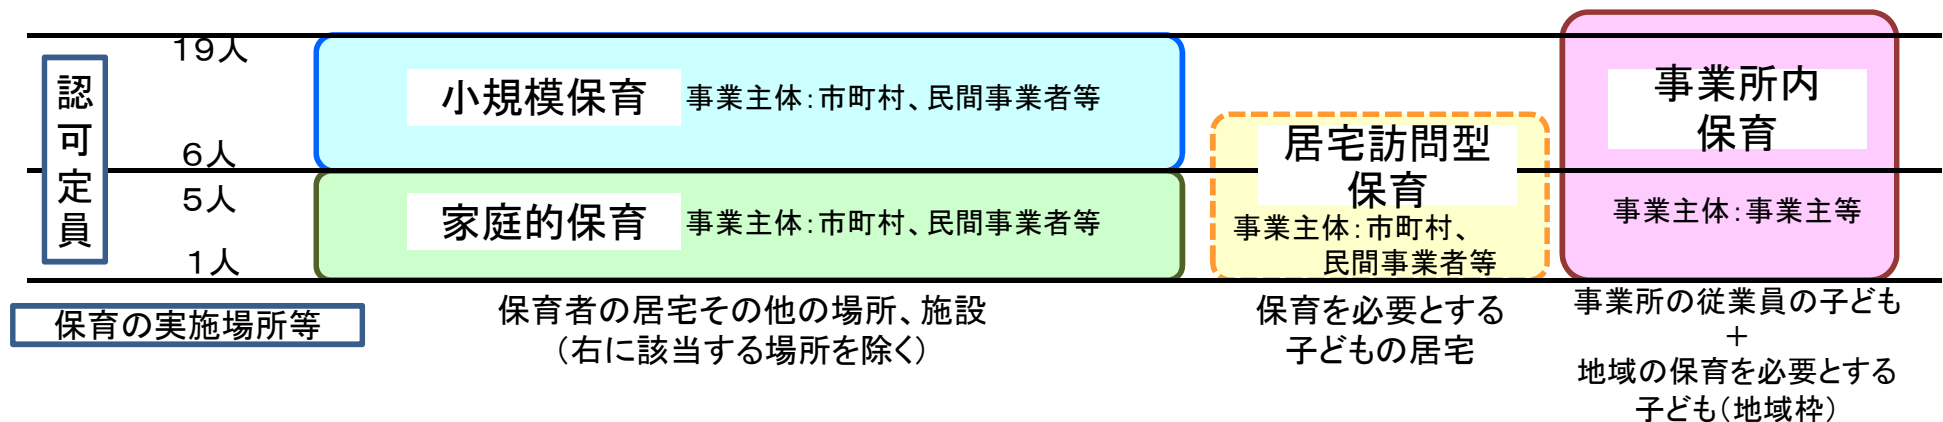 認可定員
19人
6人
5人
1人
小規模保育
事業主体:市町村、民間事業者等
家庭的保育
事業主体:市町村、民間事業者等
居宅訪問型
保育
事業主体:市町村、
民間事業者等
事業所内
保育
事業主体:事業主等
保育の実施場所等
保育者の居宅その他の場所、施設
(右に該当する場所を除く)
保育を必要とする
子どもの居宅
事業所の従業員の子ども
+
地域の保育を必要とする
子ども(地域枠)